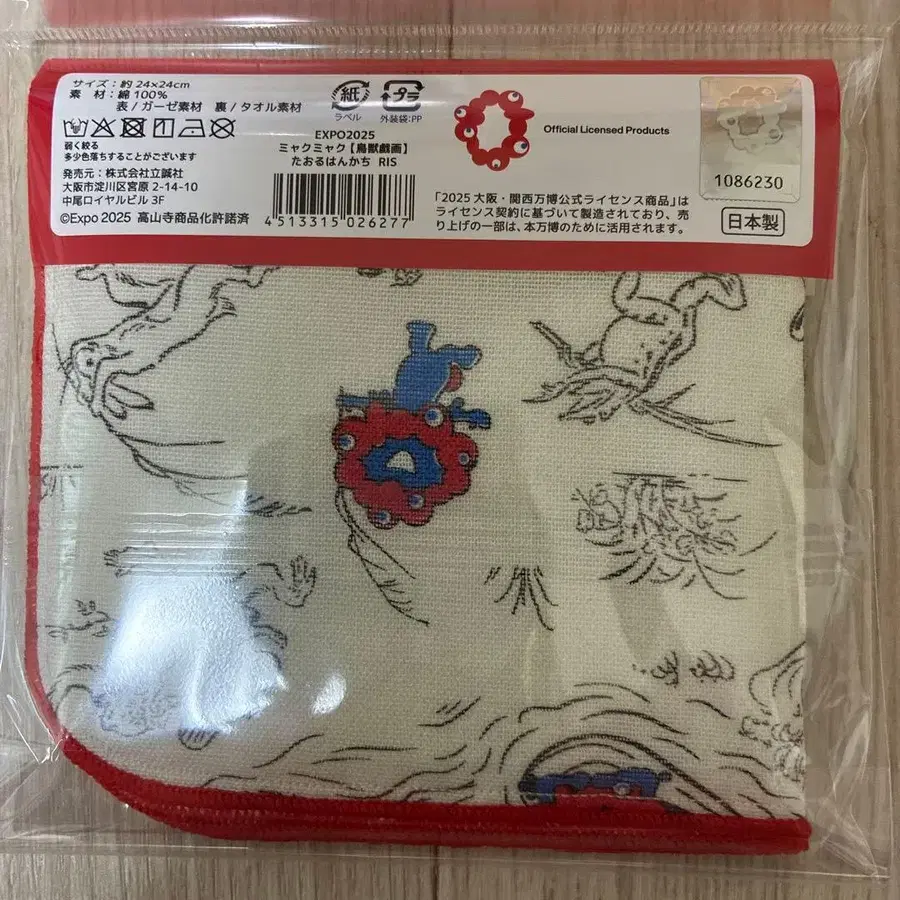 サイズ：約 24×24cm
素　材：綿 100%
表/ガーゼ素材　裏/タオル素材
弱く絞る
多少色落ちすることがございます
発売元：株式会社立誠社
大阪市淀川区宮原 2-14-10
中尾ロイヤルビル 3F
©Expo 2025 高山寺商品化許諾済
紙
ラベル
プラ
外装袋:PP
EXPO2025
ミャクミャク【鳥獣戯画】
たおるはんかち RIS
4 513315 026277
Official Licensed Products
「2025 大阪・関西万博公式ライセンス商品」は
ライセンス契約に基づいて製造されており、売
り上げの一部は、本万博のために活用されます。
1086230
日本製